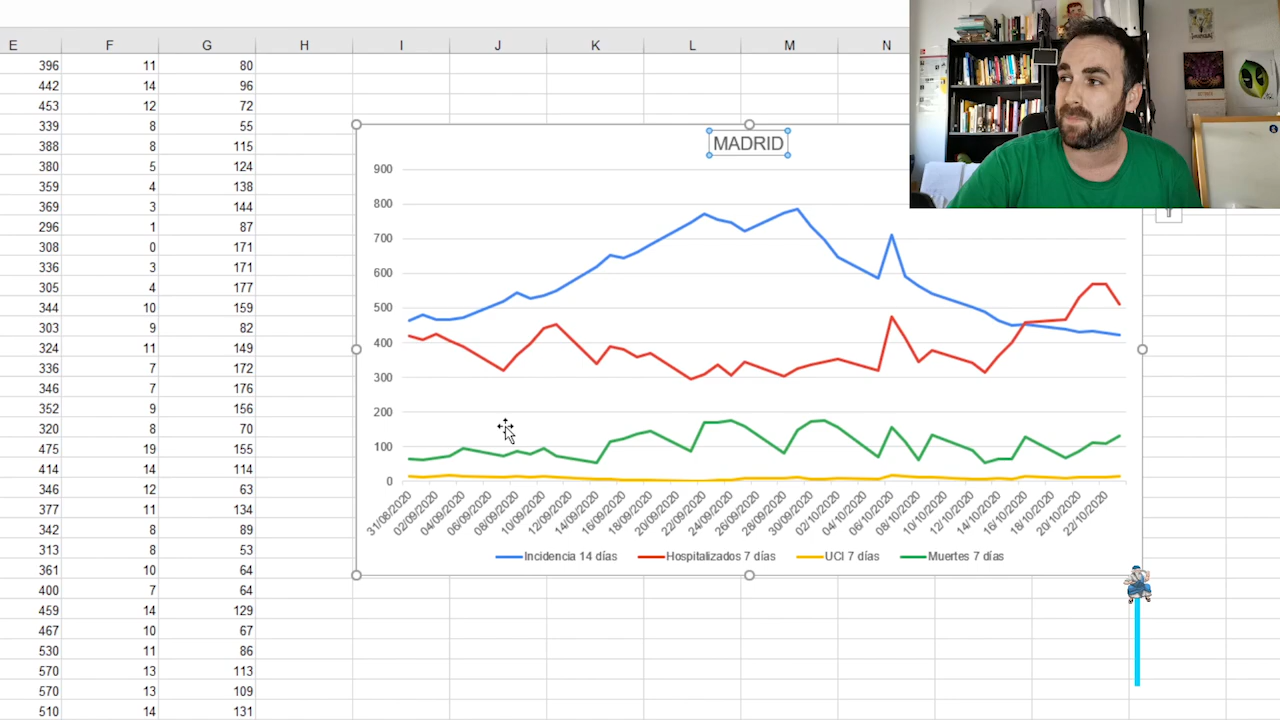 E F G H I J K L M N
396 11 80
442 14 96
453 12 72
339 8 55
388 8 115
380 5 124
359 4 138
369 3 144
296 1 87
308 0 171
336 3 171
305 4 177
344 10 159
303 9 82
324 11 149
336 7 172
346 7 176
352 9 156
320 8 70
475 19 155
414 14 114
346 12 63
377 11 134
342 8 89
313 8 53
361 10 64
400 7 64
459 14 129
467 10 67
530 11 86
570 13 113
570 13 109
510 14 131
MADRID
900
800
700
600
500
400
300
200
100
0
31/08/2020 02/09/2020 04/09/2020 06/09/2020 08/09/2020 10/09/2020 12/09/2020 14/09/2020 16/09/2020 18/09/2020 20/09/2020 22/09/2020 24/09/2020 26/09/2020 28/09/2020 30/09/2020 02/10/2020 04/10/2020 06/10/2020 08/10/2020 10/10/2020 12/10/2020 14/10/2020 16/10/2020 18/10/2020 20/10/2020 22/10/2020
Incidencia 14 días Hospitalizados 7 días UCI 7 días Muertes 7 días